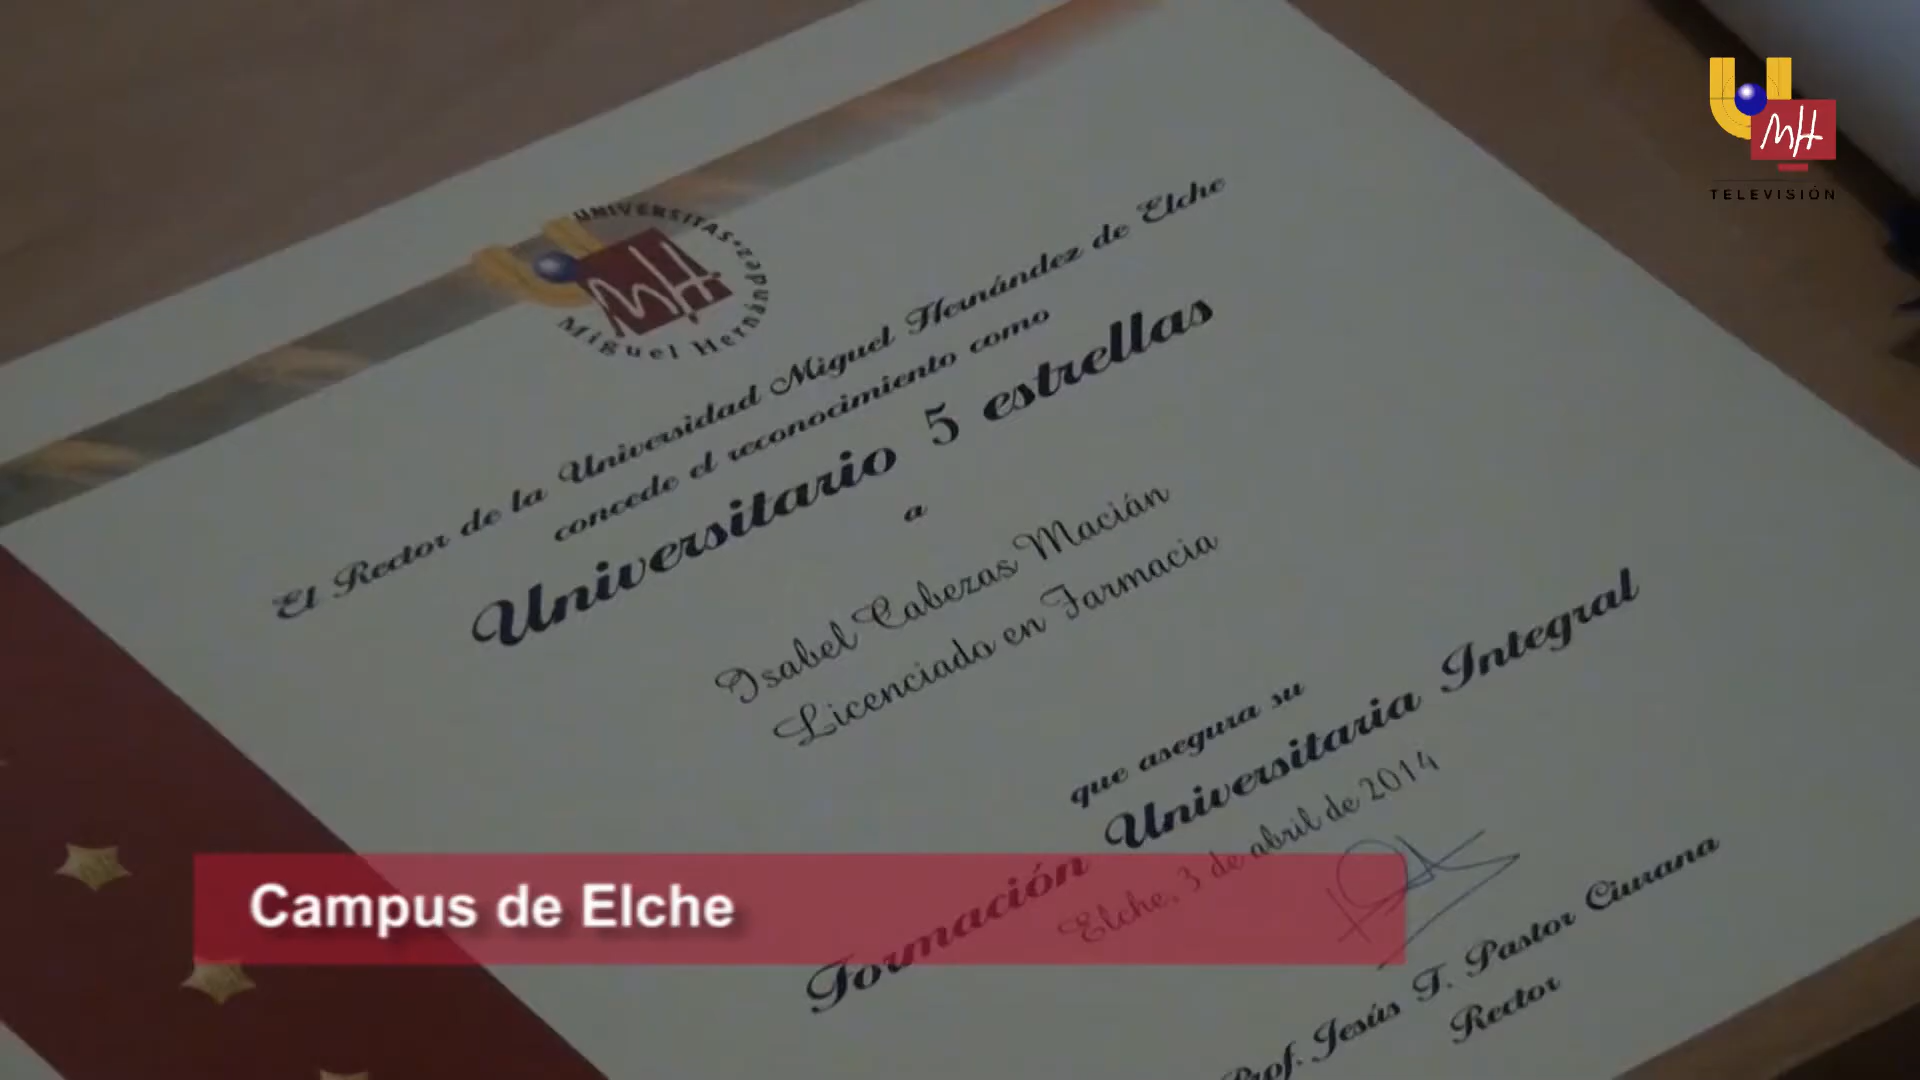 TELEVISIÓN
UNIVERSITAS
Miguel Hernández
El Rector de la Universidad Miguel Hernández de Elche
concede el reconocimiento como
Universitario 5 estrellas
a
Isabel Cabezas Macián
Licenciado en Farmacia
que asegura su
Formación Universitaria Integral
Elche, 3 de abril de 2014
Prof. Jesús T. Pastor Ciurana
Rector
Campus de Elche